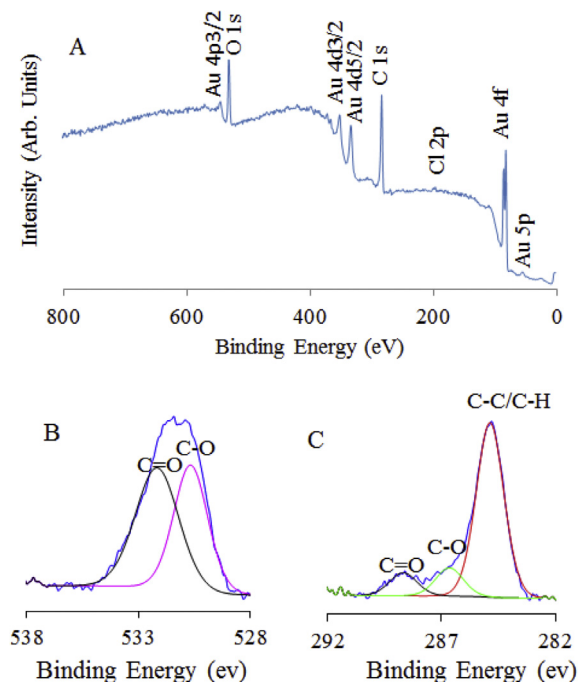 A
Au 4p3/2
O 1s
Au 4d3/2
Au 4d5/2
C 1s
Cl 2p
Au 4f
Au 5p
Intensity (Arb. Units)
800 600 400 200 0
Binding Energy (eV)
B
C=O
C-O
538 533 528
Binding Energy (ev)
C
C-C/C-H
C=O
C-O
292 287 282
Binding Energy (ev)